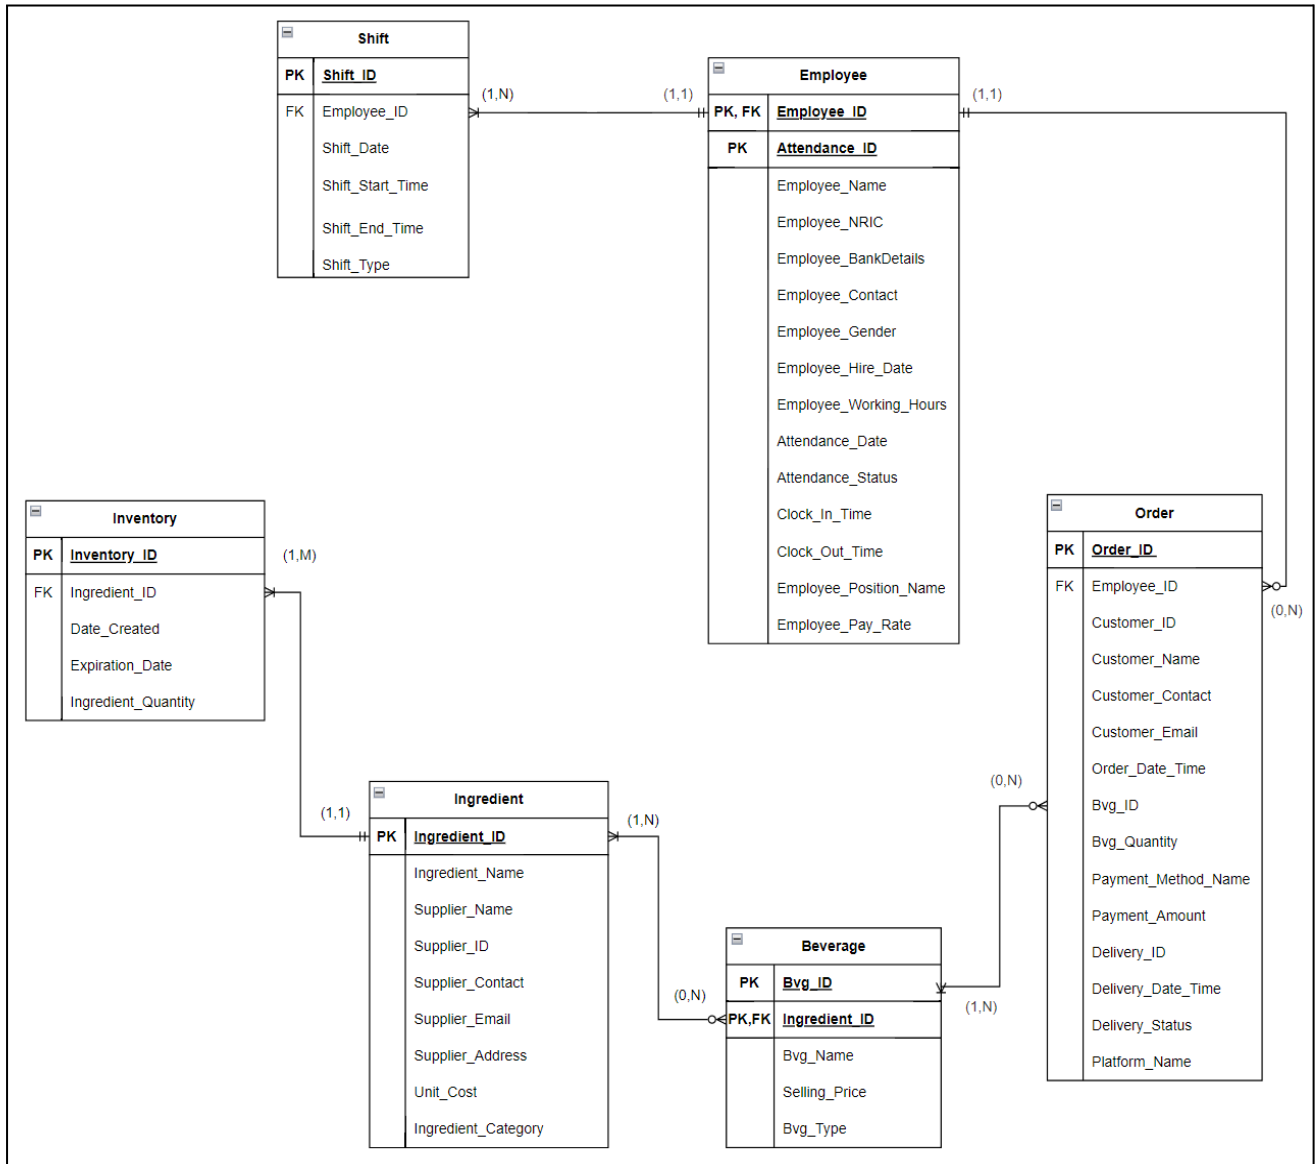 Shift
PK Shift_ID
FK Employee_ID
Shift_Date
Shift_Start_Time
Shift_End_Time
Shift_Type
(1,N)
(1,1)
Employee
PK, FK Employee_ID
PK Attendance_ID
Employee_Name
Employee_NRIC
Employee_BankDetails
Employee_Contact
Employee_Gender
Employee_Hire_Date
Employee_Working_Hours
Attendance_Date
Attendance_Status
Clock_In_Time
Clock_Out_Time
Employee_Position_Name
Employee_Pay_Rate
(1,1)
Inventory
PK Inventory_ID
FK Ingredient_ID
Date_Created
Expiration_Date
Ingredient_Quantity
(1,M)
Order
PK Order_ID
FK Employee_ID
Customer_ID
Customer_Name
Customer_Contact
Customer_Email
Order_Date_Time
Bvg_ID
Bvg_Quantity
Payment_Method_Name
Payment_Amount
Delivery_ID
Delivery_Date_Time
Delivery_Status
Platform_Name
(0,N)
(0,N)
(1,1)
Ingredient
PK Ingredient_ID
Ingredient_Name
Supplier_Name
Supplier_ID
Supplier_Contact
Supplier_Email
Supplier_Address
Unit_Cost
Ingredient_Category
(1,N)
(0,N)
Beverage
PK Bvg_ID
PK,FK Ingredient_ID
Bvg_Name
Selling_Price
Bvg_Type
(1,N)